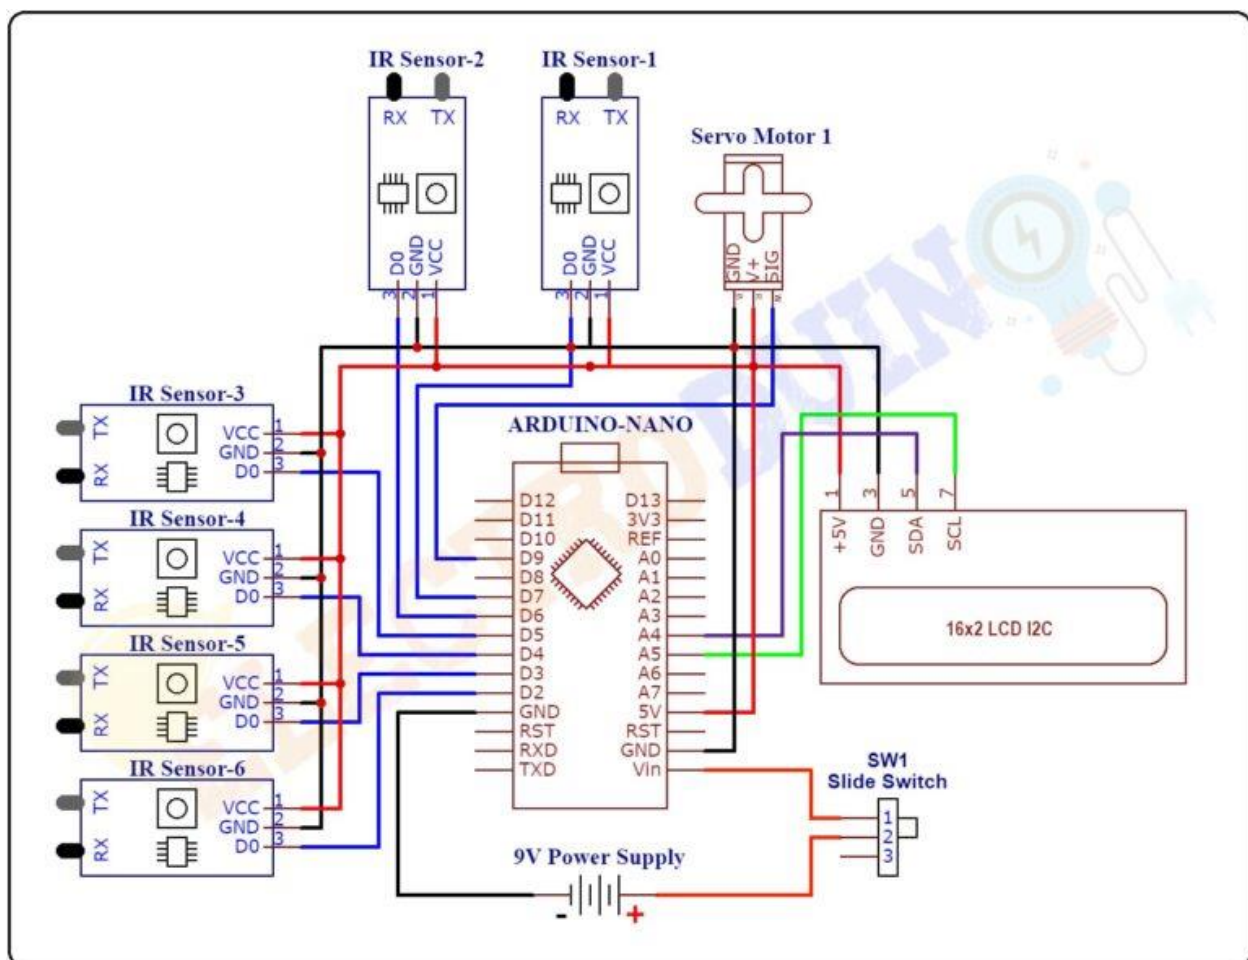 IR Sensor-2
RX TX
D0 GND VCC
3 2 1
IR Sensor-1
RX TX
D0 GND VCC
3 2 1
Servo Motor 1
GND V+ SIG
IR Sensor-3
TX
RX
VCC 1
GND 2
D0 3
IR Sensor-4
TX
RX
VCC 1
GND 2
D0 3
IR Sensor-5
TX
RX
VCC 1
GND 2
D0 3
IR Sensor-6
TX
RX
VCC 1
GND 2
D0 3
ARDUINO-NANO
D12 D13
D11 3V3
D10 REF
D9 A0
D8 A1
D7 A2
D6 A3
D5 A4
D4 A5
D3 A6
D2 A7
GND 5V
RST RST
RXD GND
TXD Vin
1 3 5 7
+5V GND SDA SCL
16x2 LCD I2C
SW1
Slide Switch
1
2
3
9V Power Supply
- +
ELECTRODUINO